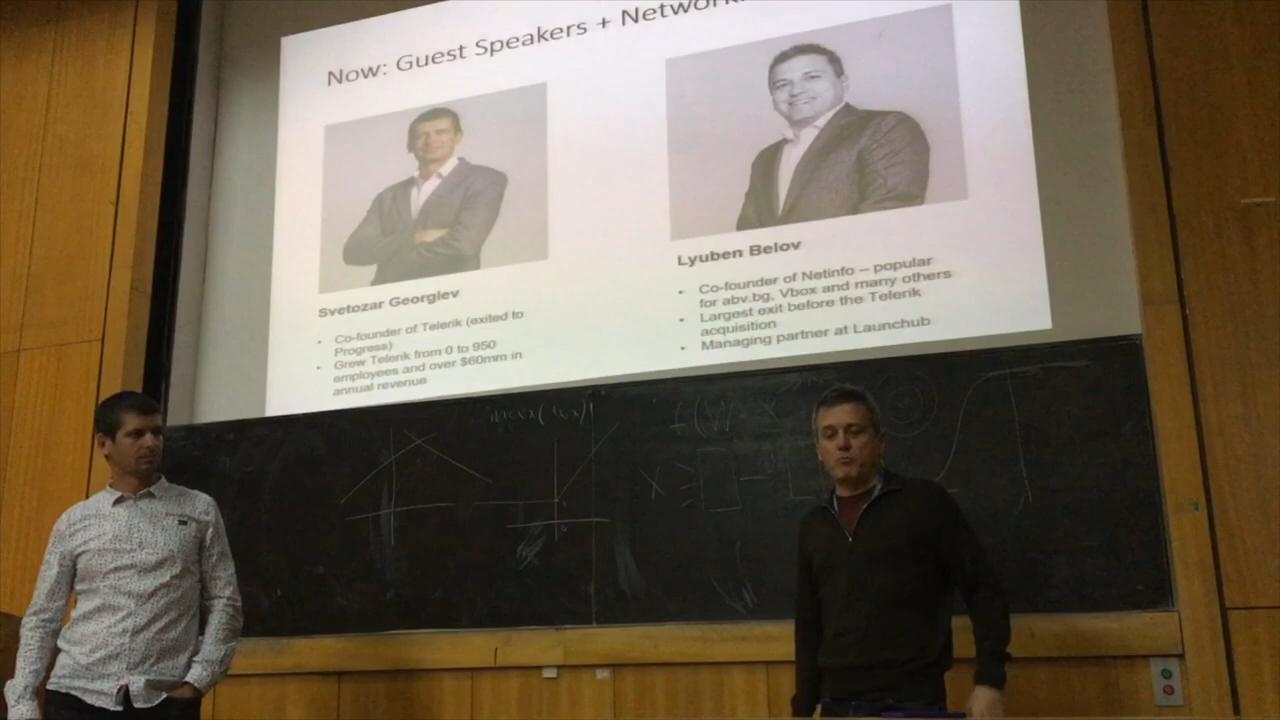 Now: Guest Speakers +
Svetozar Georgiev
• Co-founder of Telerik (exited to
Progress)
• Grew Telerik from 0 to 950
employees and over $60mm in
annual revenue
Lyuben Belov
• Co-founder of Netinfo – popular
for abv.bg, Vbox and many others
• Largest exit before the Telerik
acquisition
• Managing partner at Launchub
X